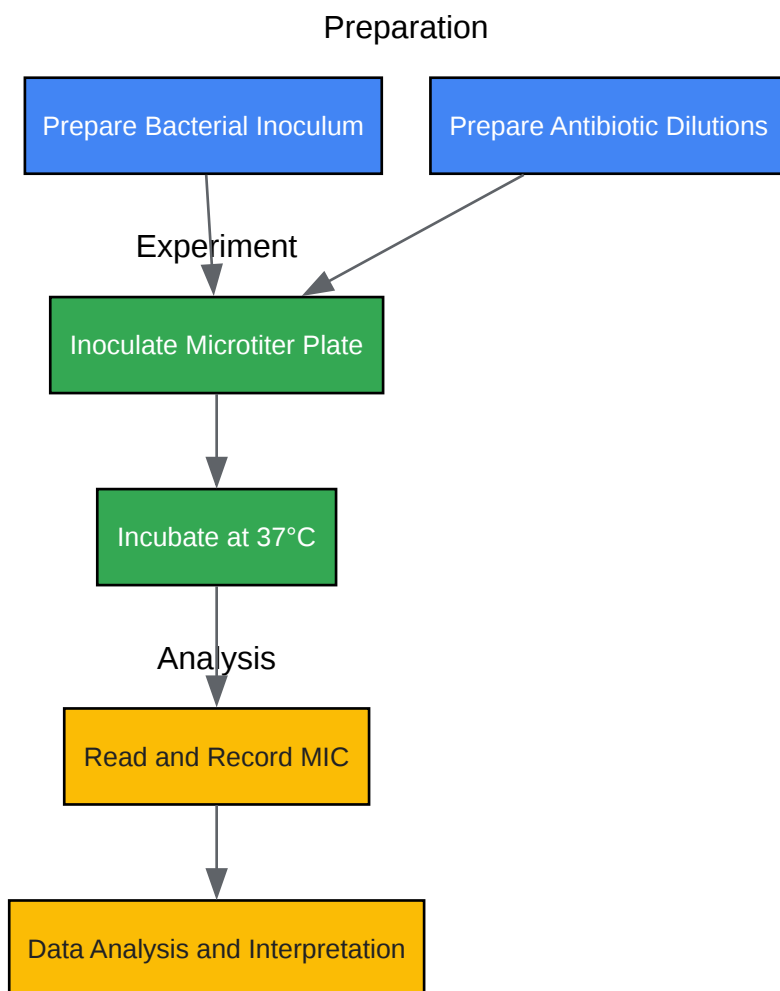 Preparation
Prepare Bacterial Inoculum
Prepare Antibiotic Dilutions
Experiment
Inoculate Microtiter Plate
Incubate at 37°C
Analysis
Read and Record MIC
Data Analysis and Interpretation